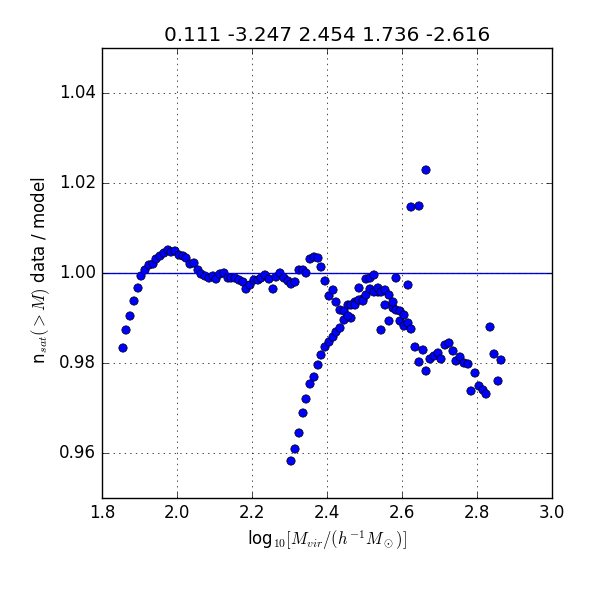 0.111 -3.247 2.454 1.736 -2.616
n_sat(> M) data / model
1.04
1.02
1.00
0.98
0.96
1.8 2.0 2.2 2.4 2.6 2.8 3.0
log₁₀[M_vir/(h⁻¹M⊙)]